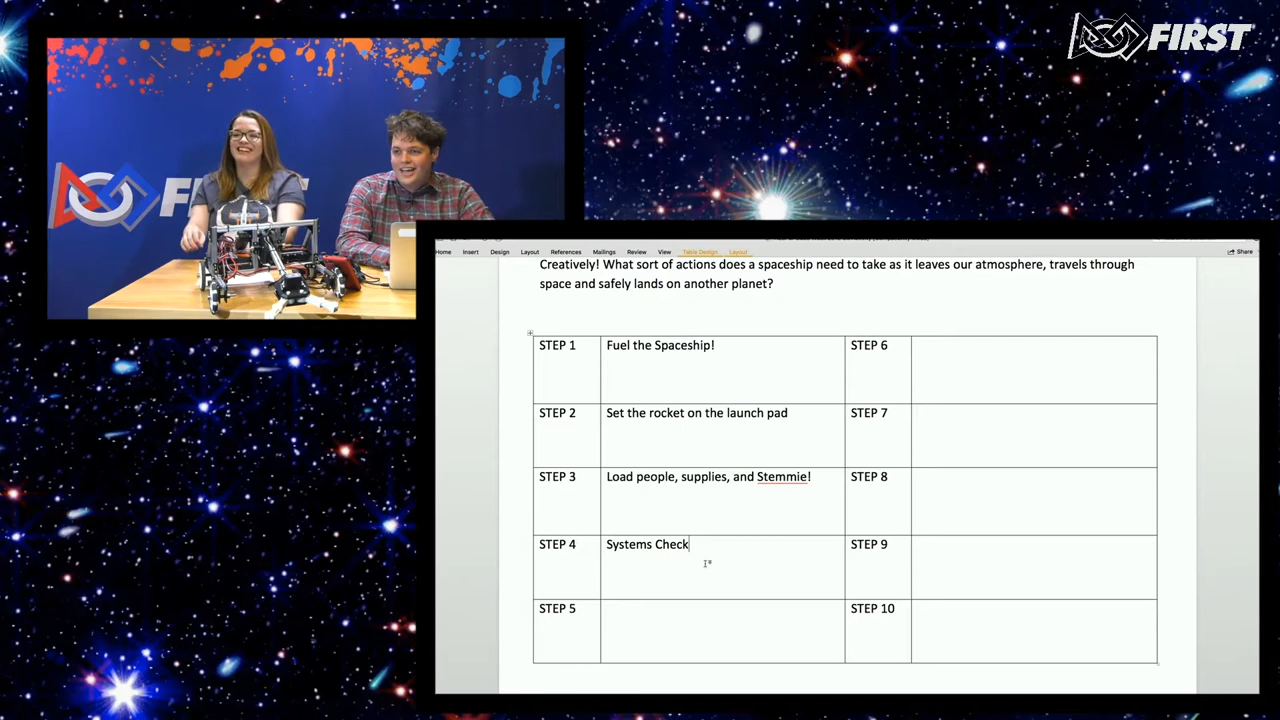 FIRST
Home Insert Design Layout References Mailings Review View Table Design Layout Share
Creatively! What sort of actions does a spaceship need to take as it leaves our atmosphere, travels through
space and safely lands on another planet?
STEP 1 Fuel the Spaceship! STEP 6
STEP 2 Set the rocket on the launch pad STEP 7
STEP 3 Load people, supplies, and Stemmie! STEP 8
STEP 4 Systems Check STEP 9
STEP 5 STEP 10